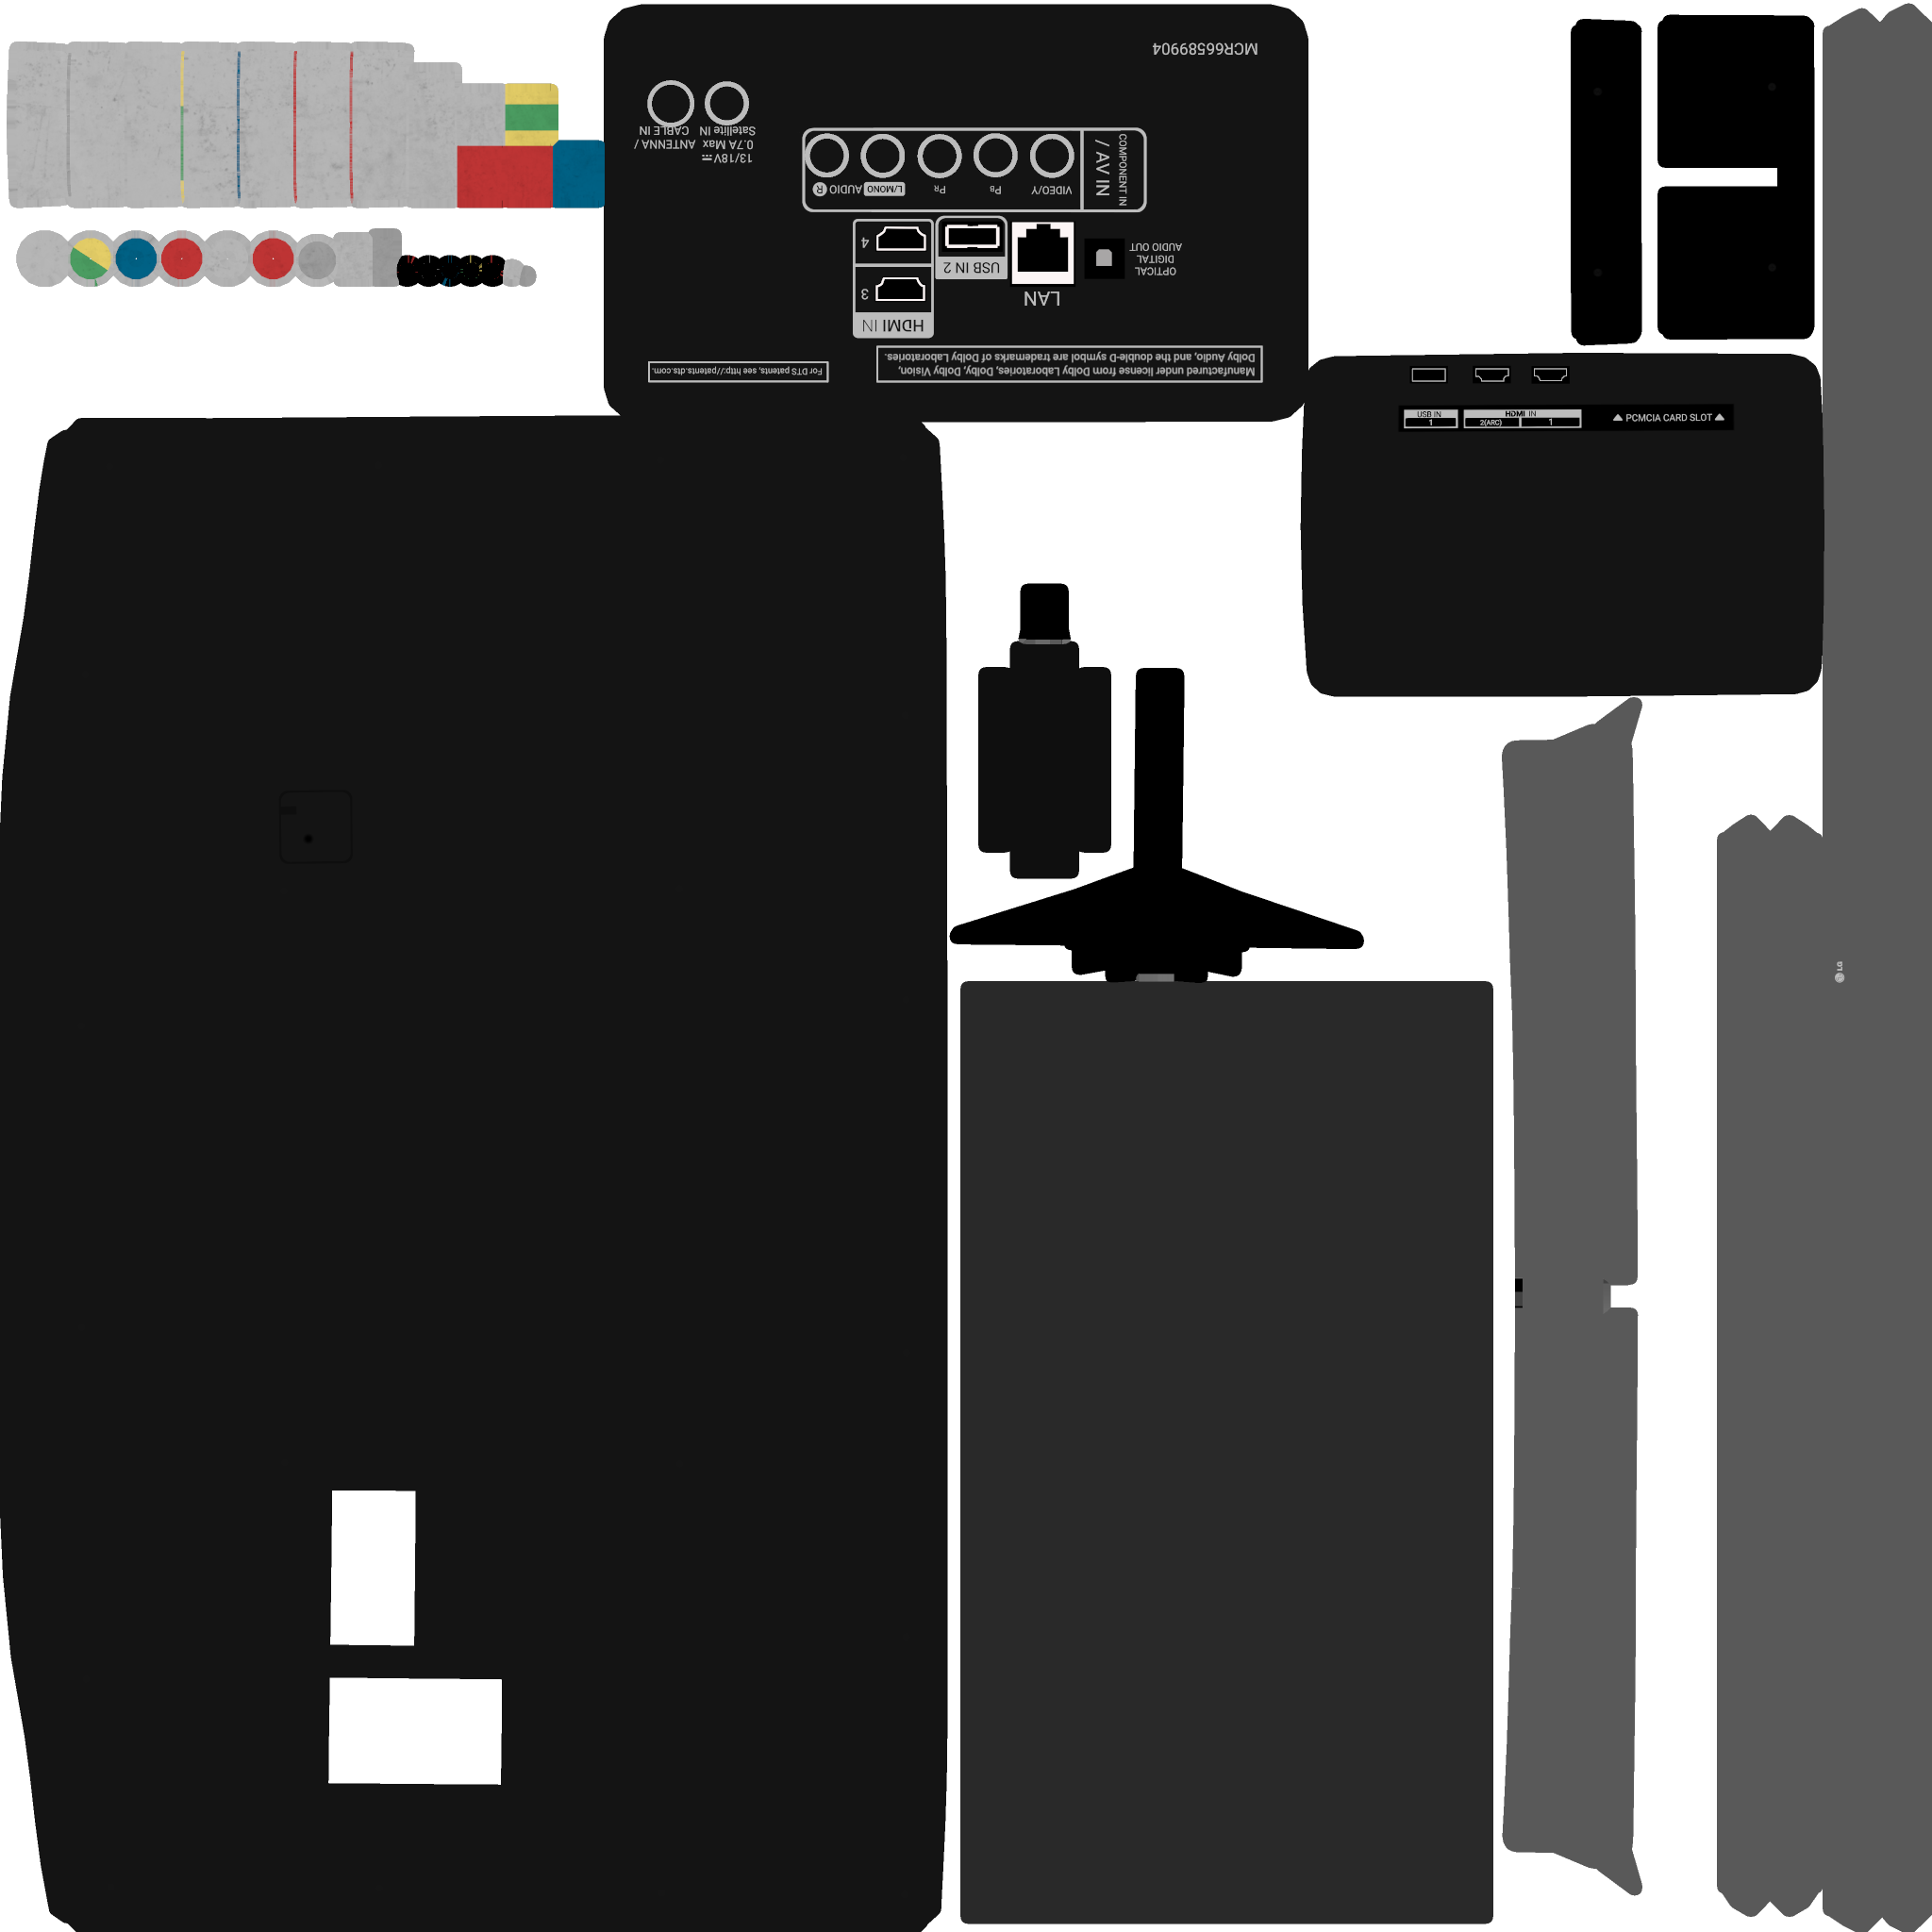 MCR66589904
ANTENNA /
CABLE IN
13/18V
0.7A Max
Satellite IN
COMPONENT IN
/ AV IN
VIDEO/Y
PB
PR
L/MONO
AUDIO
R
4
3
HDMI IN
USB IN 2
LAN
OPTICAL
DIGITAL
AUDIO OUT
Manufactured under license from Dolby Laboratories, Dolby, Dolby Vision,
Dolby Audio, and the double-D symbol are trademarks of Dolby Laboratories.
For DTS patents, see http://patents.dts.com.
USB IN
1
HDMI IN
2(ARC)
1
▲ PCMCIA CARD SLOT ▲
LG